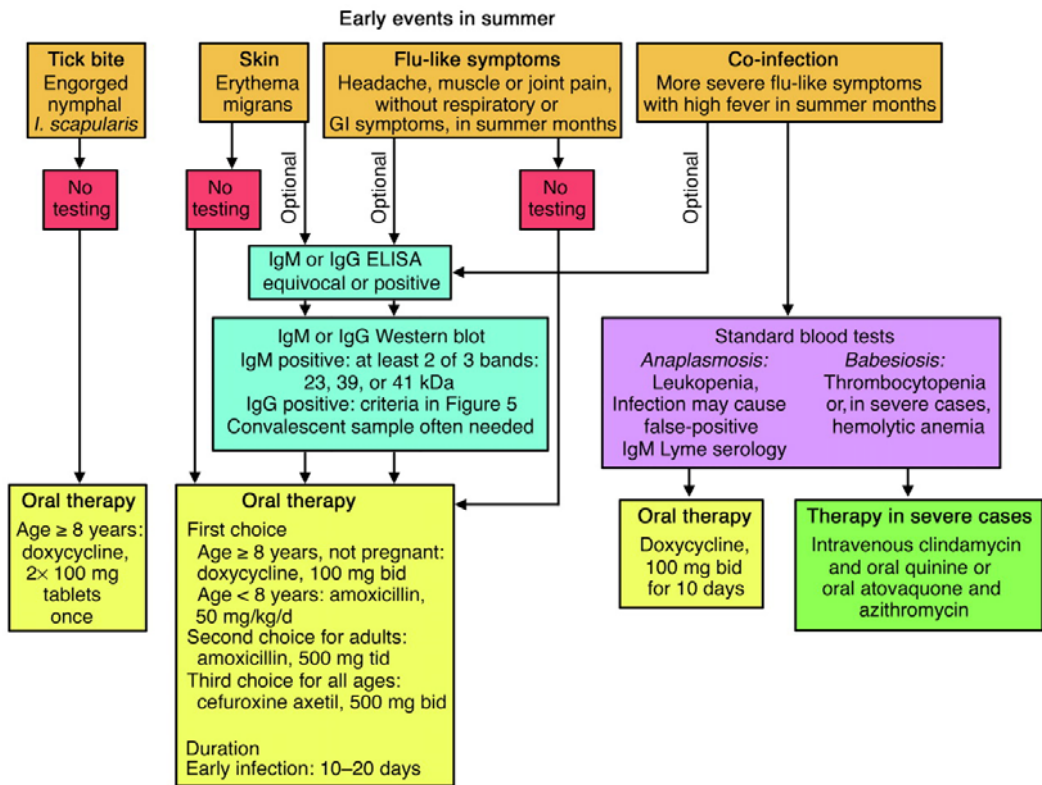 Early events in summer
Tick bite
Engorged
nymphal
I. scapularis
Skin
Erythema
migrans
Flu-like symptoms
Headache, muscle or joint pain,
without respiratory or
GI symptoms, in summer months
Co-infection
More severe flu-like symptoms
with high fever in summer months
No
testing
No
testing
Optional
Optional
No
testing
Optional
IgM or IgG ELISA
equivocal or positive
IgM or IgG Western blot
IgM positive: at least 2 of 3 bands:
23, 39, or 41 kDa
IgG positive: criteria in Figure 5
Convalescent sample often needed
Standard blood tests
Anaplasmosis:
Leukopenia,
Infection may cause
false-positive
IgM Lyme serology
Babesiosis:
Thrombocytopenia
or, in severe cases,
hemolytic anemia
Oral therapy
Age ≥ 8 years:
doxycycline,
2× 100 mg
tablets
once
Oral therapy
First choice
Age ≥ 8 years, not pregnant:
doxycycline, 100 mg bid
Age < 8 years: amoxicillin,
50 mg/kg/d
Second choice for adults:
amoxicillin, 500 mg tid
Third choice for all ages:
cefuroxine axetil, 500 mg bid
Duration
Early infection: 10–20 days
Oral therapy
Doxycycline,
100 mg bid
for 10 days
Therapy in severe cases
Intravenous clindamycin
and oral quinine or
oral atovaquone and
azithromycin